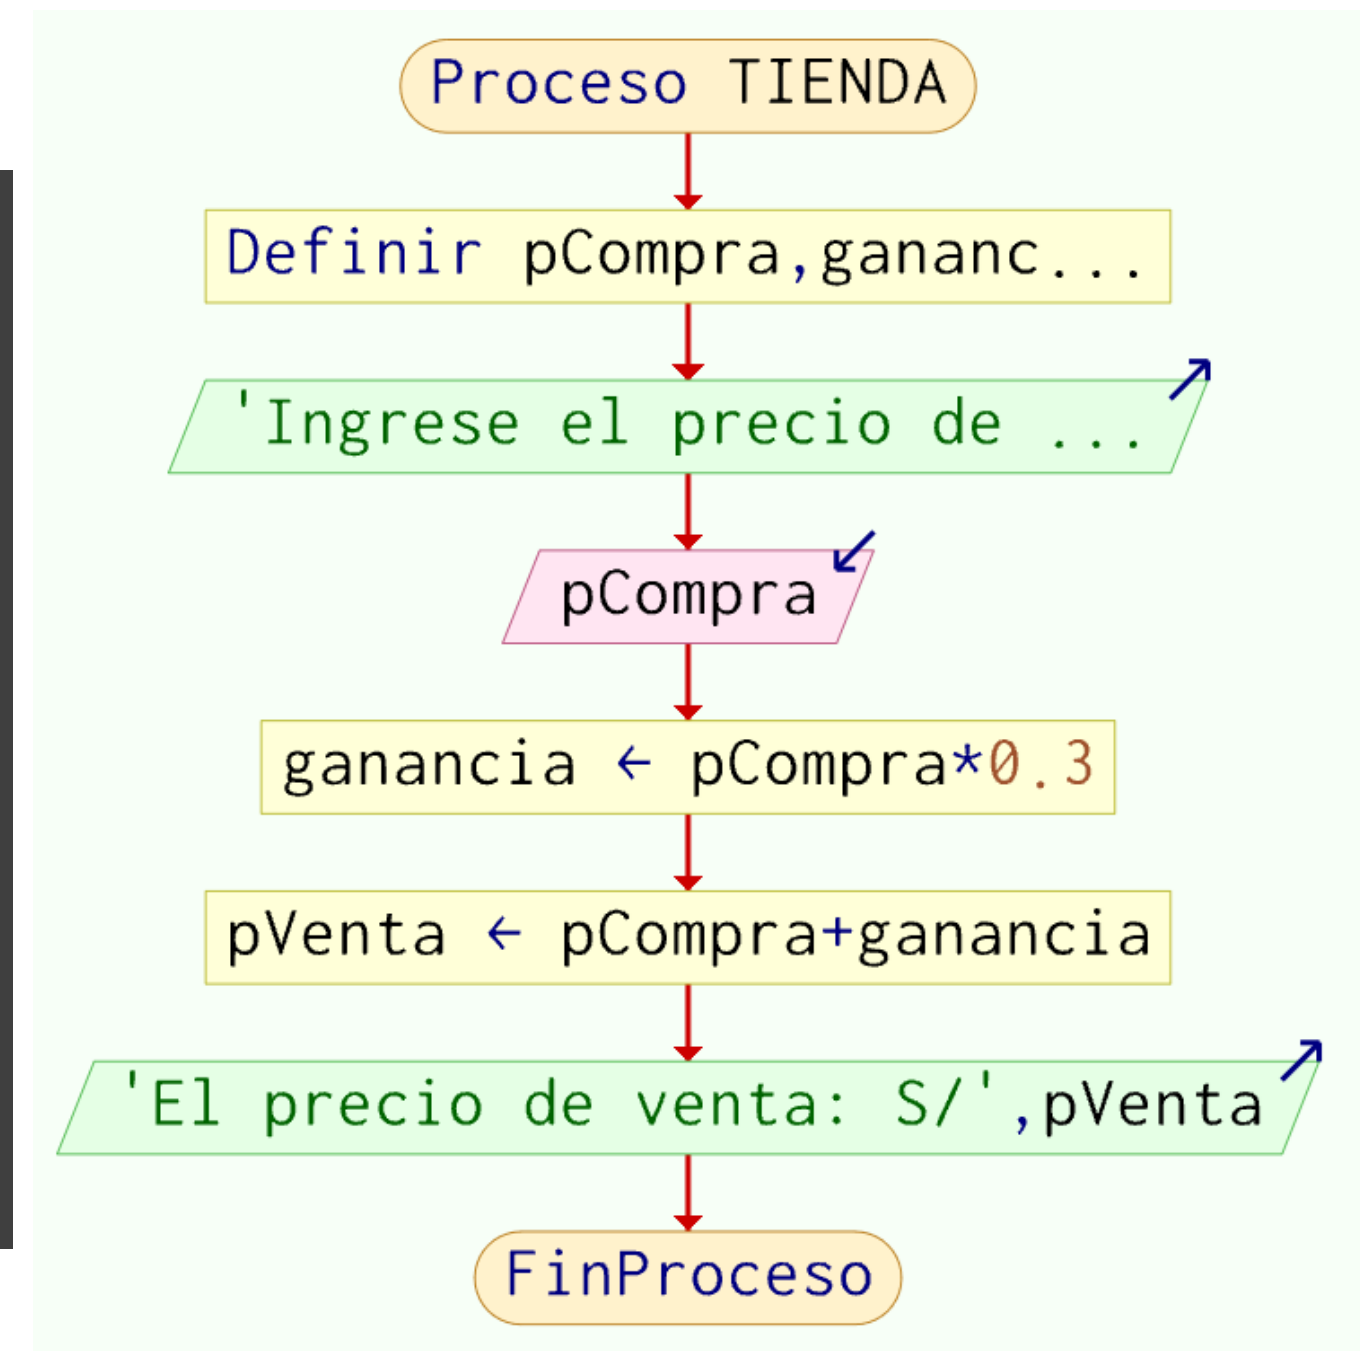 Proceso TIENDA
Definir pCompra,gananc...
'Ingrese el precio de ...
pCompra
ganancia ← pCompra*0.3
pVenta ← pCompra+ganancia
'El precio de venta: S/',pVenta
FinProceso